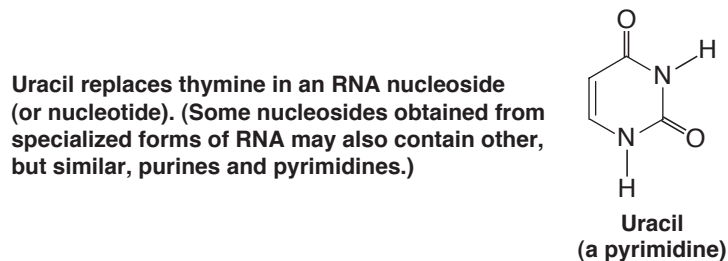 Uracil replaces thymine in an RNA nucleoside
(or nucleotide). (Some nucleosides obtained from
specialized forms of RNA may also contain other,
but similar, purines and pyrimidines.)
O
H
N
N
O
H
Uracil
(a pyrimidine)